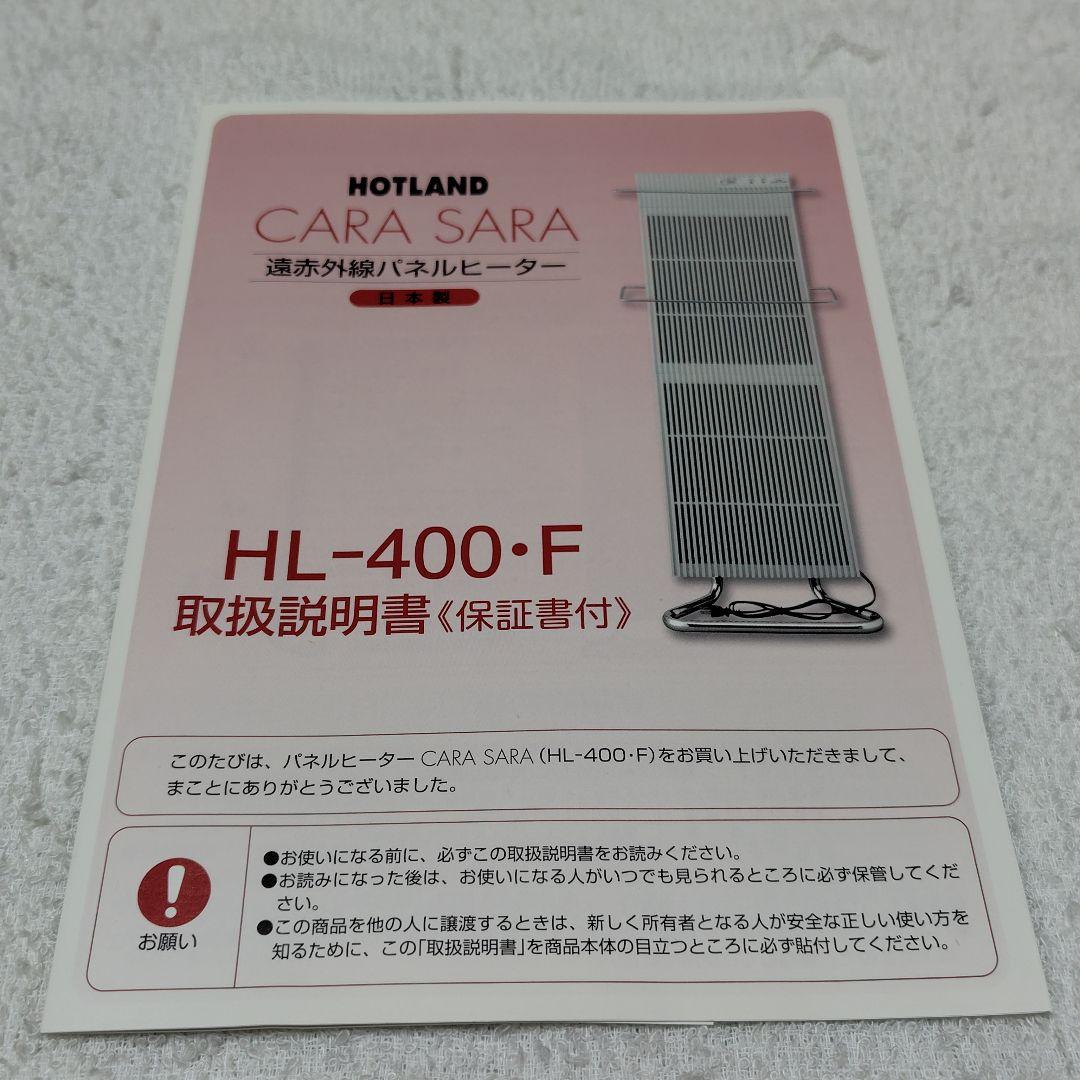 HOTLAND
CARA SARA
遠赤外線パネルヒーター
日本製
HL-400・F
取扱説明書《保証書付》
このたびは、パネルヒーター CARA SARA（HL-400・F）をお買い上げいただきまして、
まことにありがとうございました。
お願い
●お使いになる前に、必ずこの取扱説明書をお読みください。
●お読みになった後は、お使いになる人がいつでも見られるところに必ず保管してくだ
さい。
●この商品を他の人に譲渡するときは、新しく所有者となる人が安全な正しい使い方を
知るために、この「取扱説明書」を商品本体の目立つところに必ず貼付してください。